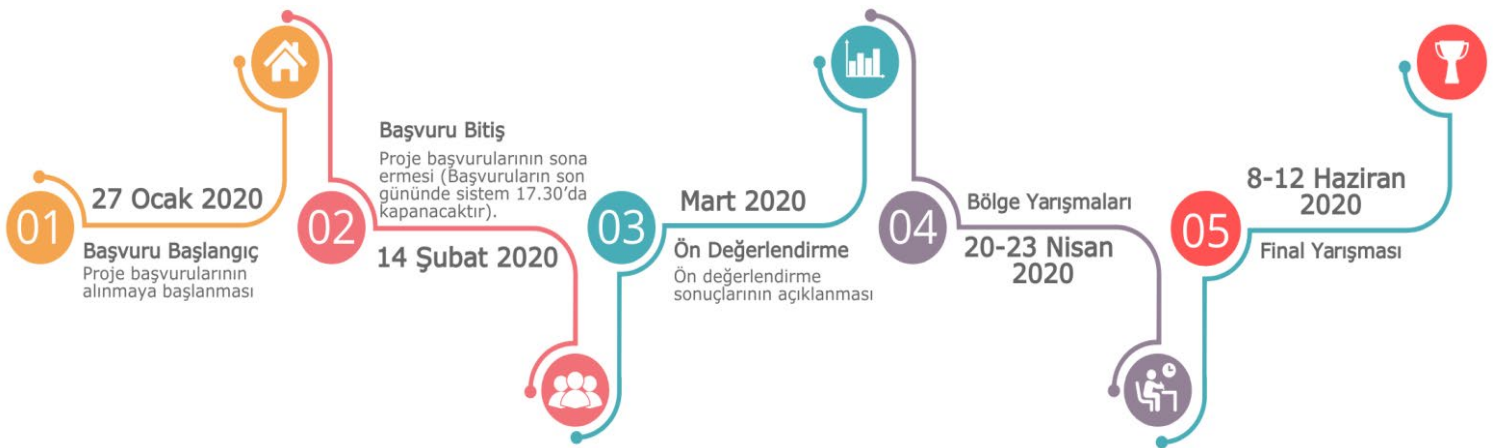 01
27 Ocak 2020
Başvuru Başlangıç
Proje başvurularının
alınmaya başlanması
02
Başvuru Bitiş
Proje başvurularının sona
ermesi (Başvuruların son
gününde sistem 17.30’da
kapanacaktır).
14 Şubat 2020
03
Mart 2020
Ön Değerlendirme
Ön değerlendirme
sonuçlarının açıklanması
04
Bölge Yarışmaları
20-23 Nisan
2020
05
8-12 Haziran
2020
Final Yarışması